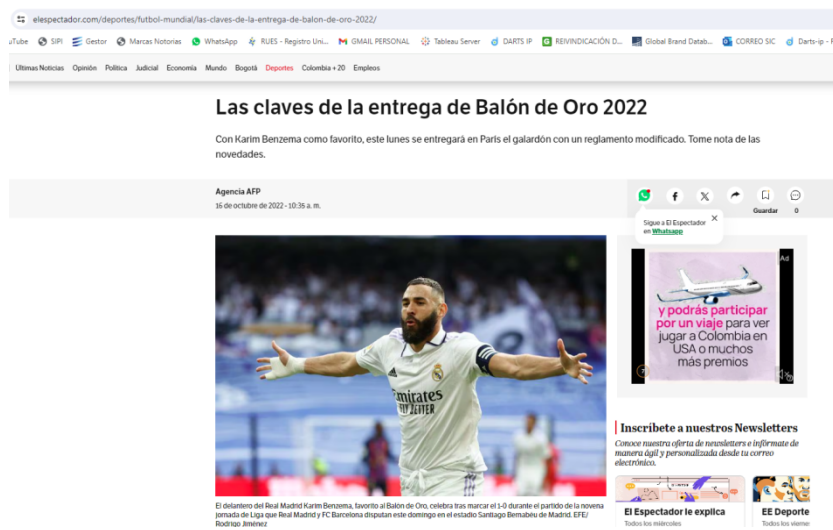 elespectador.com/deportes/futbol-mundial/las-claves-de-la-entrega-de-balon-de-oro-2022/
uTube SIPI Gestor Marcas Notorias WhatsApp RUES - Registro Uni... GMAIL PERSONAL Tableau Server DARTS IP REIVINDICACIÓN D... Global Brand Datab... CORREO SIC Darts-ip - F
Ultimas Noticias Opinión Política Judicial Economía Mundo Bogotá Deportes Colombia + 20 Empleos
Las claves de la entrega de Balón de Oro 2022
Con Karim Benzema como favorito, este lunes se entregará en París el galardón con un reglamento modificado. Tome nota de las
novedades.
Agencia AFP
16 de octubre de 2022 - 10:35 a. m.
Guardar 0
Sigue a El Espectador
en Whatsapp
Ad
y podrás participar
por un viaje para ver
jugar a Colombia en
USA o muchos
más premios
Emirates
FLY BETTER
Inscríbete a nuestros Newsletters
Conoce nuestra oferta de newsletters e infórmate de
manera ágil y personalizada desde tu correo
electrónico.
El Espectador le explica
Todos los miércoles
EE Deporte
Todos los vierne
El delantero del Real Madrid Karim Benzema, favorito al Balon de Oro, celebra tras marcar el 1-0 durante el partido de la novena
jornada de Liga que Real Madrid y FC Barcelona disputan este domingo en el estadio Santiago Bernabéu de Madrid. EFE/
Rodrigo Jiménez